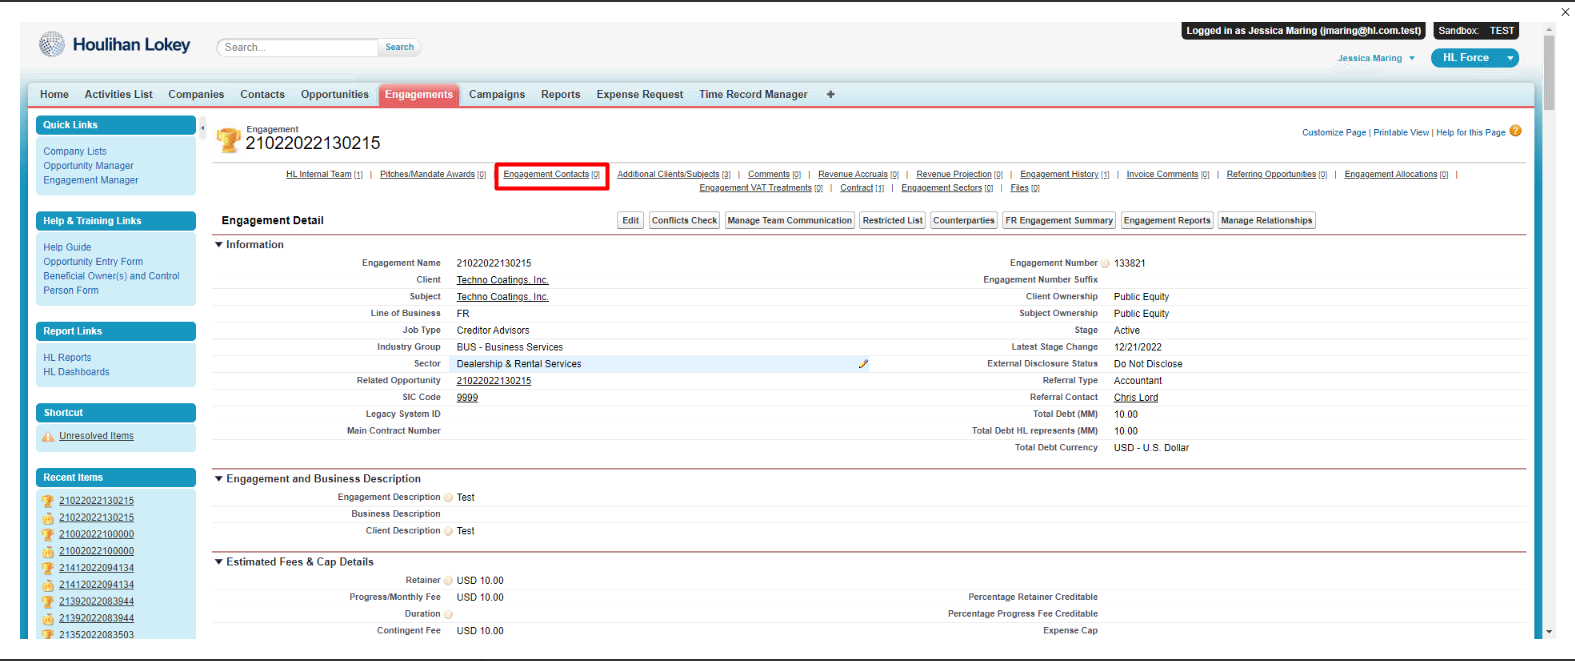 Logged in as Jessica Maring (jmaring@hl.com.test) Sandbox: TEST
Houlihan Lokey Search... Search
Jessica Maring HL Force
Home Activities List Companies Contacts Opportunities Engagements Campaigns Reports Expense Request Time Record Manager +
Quick Links
Company Lists
Opportunity Manager
Engagement Manager
Help & Training Links
Help Guide
Opportunity Entry Form
Beneficial Owner(s) and Control
Person Form
Report Links
HL Reports
HL Dashboards
Shortcut
Unresolved Items
Recent Items
21022022130215
21022022130215
21002022100000
21002022100000
21412022094134
21412022094134
21392022083944
21392022083944
21352022083503
Engagement
21022022130215
Customize Page | Printable View | Help for this Page ?
HL Internal Team [1] | Pitches/Mandate Awards [0] | Engagement Contacts [0] Additional Clients/Subjects [3] | Comments [0] | Revenue Accruals [0] | Revenue Projection [0] | Engagement History [1] | Invoice Comments [0] | Referring Opportunities [0] | Engagement Allocations [0] |
Engagement VAT Treatments [0] | Contract [1] | Engagement Sectors [0] | Files [0]
Engagement Detail Edit Conflicts Check Manage Team Communication Restricted List Counterparties FR Engagement Summary Engagement Reports Manage Relationships
Information
Engagement Name 21022022130215 Engagement Number 133821
Client Techno Coatings, Inc. Engagement Number Suffix
Subject Techno Coatings, Inc. Client Ownership Public Equity
Line of Business FR Subject Ownership Public Equity
Job Type Creditor Advisors Stage Active
Industry Group BUS - Business Services Latest Stage Change 12/21/2022
Sector Dealership & Rental Services External Disclosure Status Do Not Disclose
Related Opportunity 21022022130215 Referral Type Accountant
SIC Code 9999 Referral Contact Chris Lord
Legacy System ID Total Debt (MM) 10.00
Main Contract Number Total Debt HL represents (MM) 10.00
Total Debt Currency USD - U.S. Dollar
Engagement and Business Description
Engagement Description Test
Business Description
Client Description Test
Estimated Fees & Cap Details
Retainer USD 10.00
Progress/Monthly Fee USD 10.00 Percentage Retainer Creditable
Duration Percentage Progress Fee Creditable
Contingent Fee USD 10.00 Expense Cap